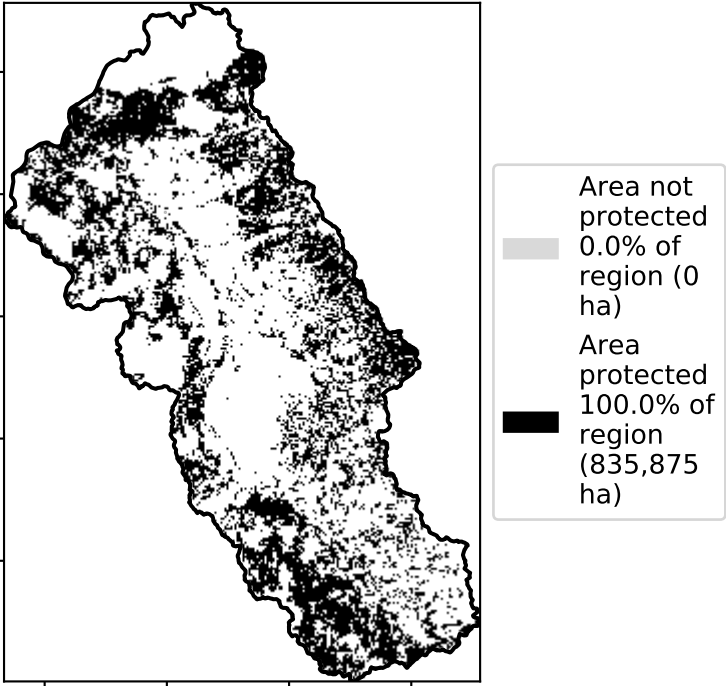 Area not
protected
0.0% of
region (0
ha)
Area
protected
100.0% of
region
(835,875
ha)